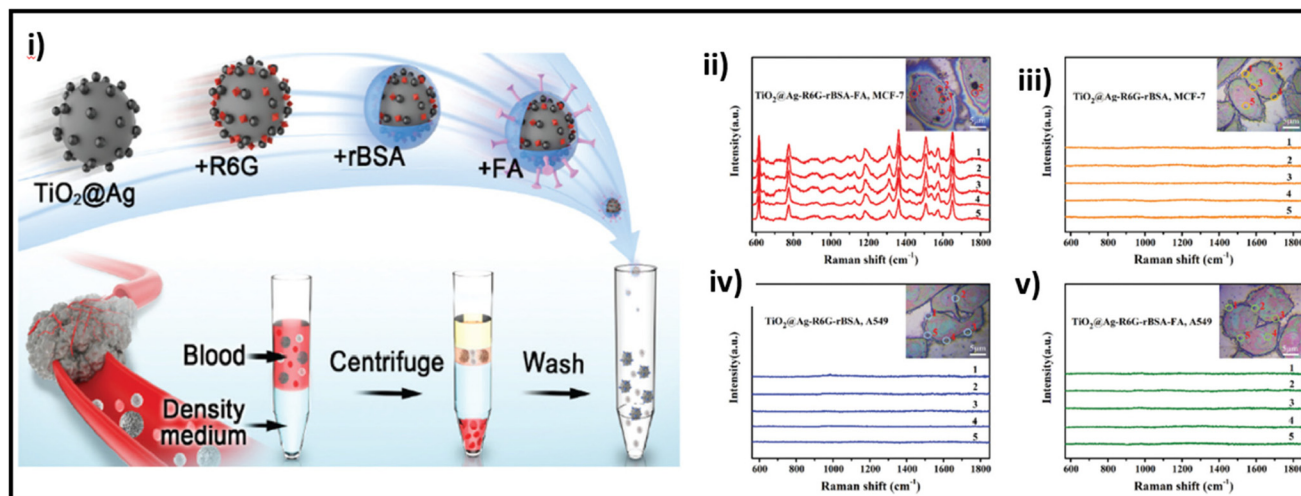 i)
TiO2@Ag
+R6G
+rBSA
+FA
Blood
Density
medium
Centrifuge
Wash
ii)
TiO2@Ag-R6G-rBSA-FA, MCF-7
Intensity(a.u.)
1
2
3
4
5
600 800 1000 1200 1400 1600 1800
Raman shift (cm-1)
iii)
TiO2@Ag-R6G-rBSA, MCF-7
5μm
Intensity(a.u.)
1
2
3
4
5
600 800 1000 1200 1400 1600 1800
Raman shift (cm-1)
iv)
TiO2@Ag-R6G-rBSA, A549
5μm
Intensity(a.u.)
1
2
3
4
5
600 800 1000 1200 1400 1600 1800
Raman shift (cm-1)
v)
TiO2@Ag-R6G-rBSA-FA, A549
5μm
Intensity(a.u.)
1
2
3
4
5
600 800 1000 1200 1400 1600 1800
Raman shift (cm-1)